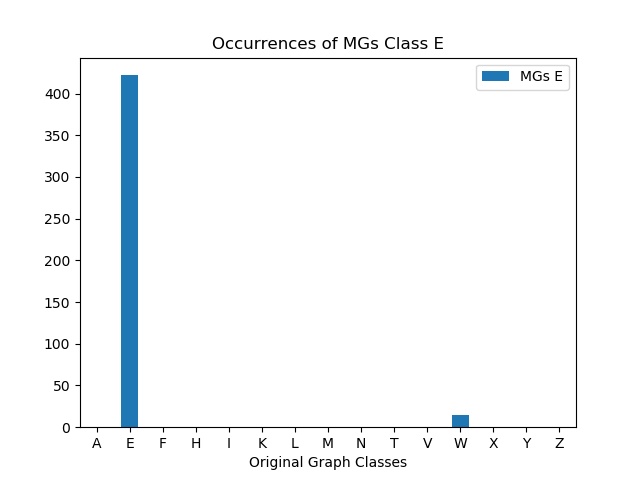 Occurrences of MGs Class E
MGs E
400
350
300
250
200
150
100
50
0
A E F H I K L M N T V W X Y Z
Original Graph Classes